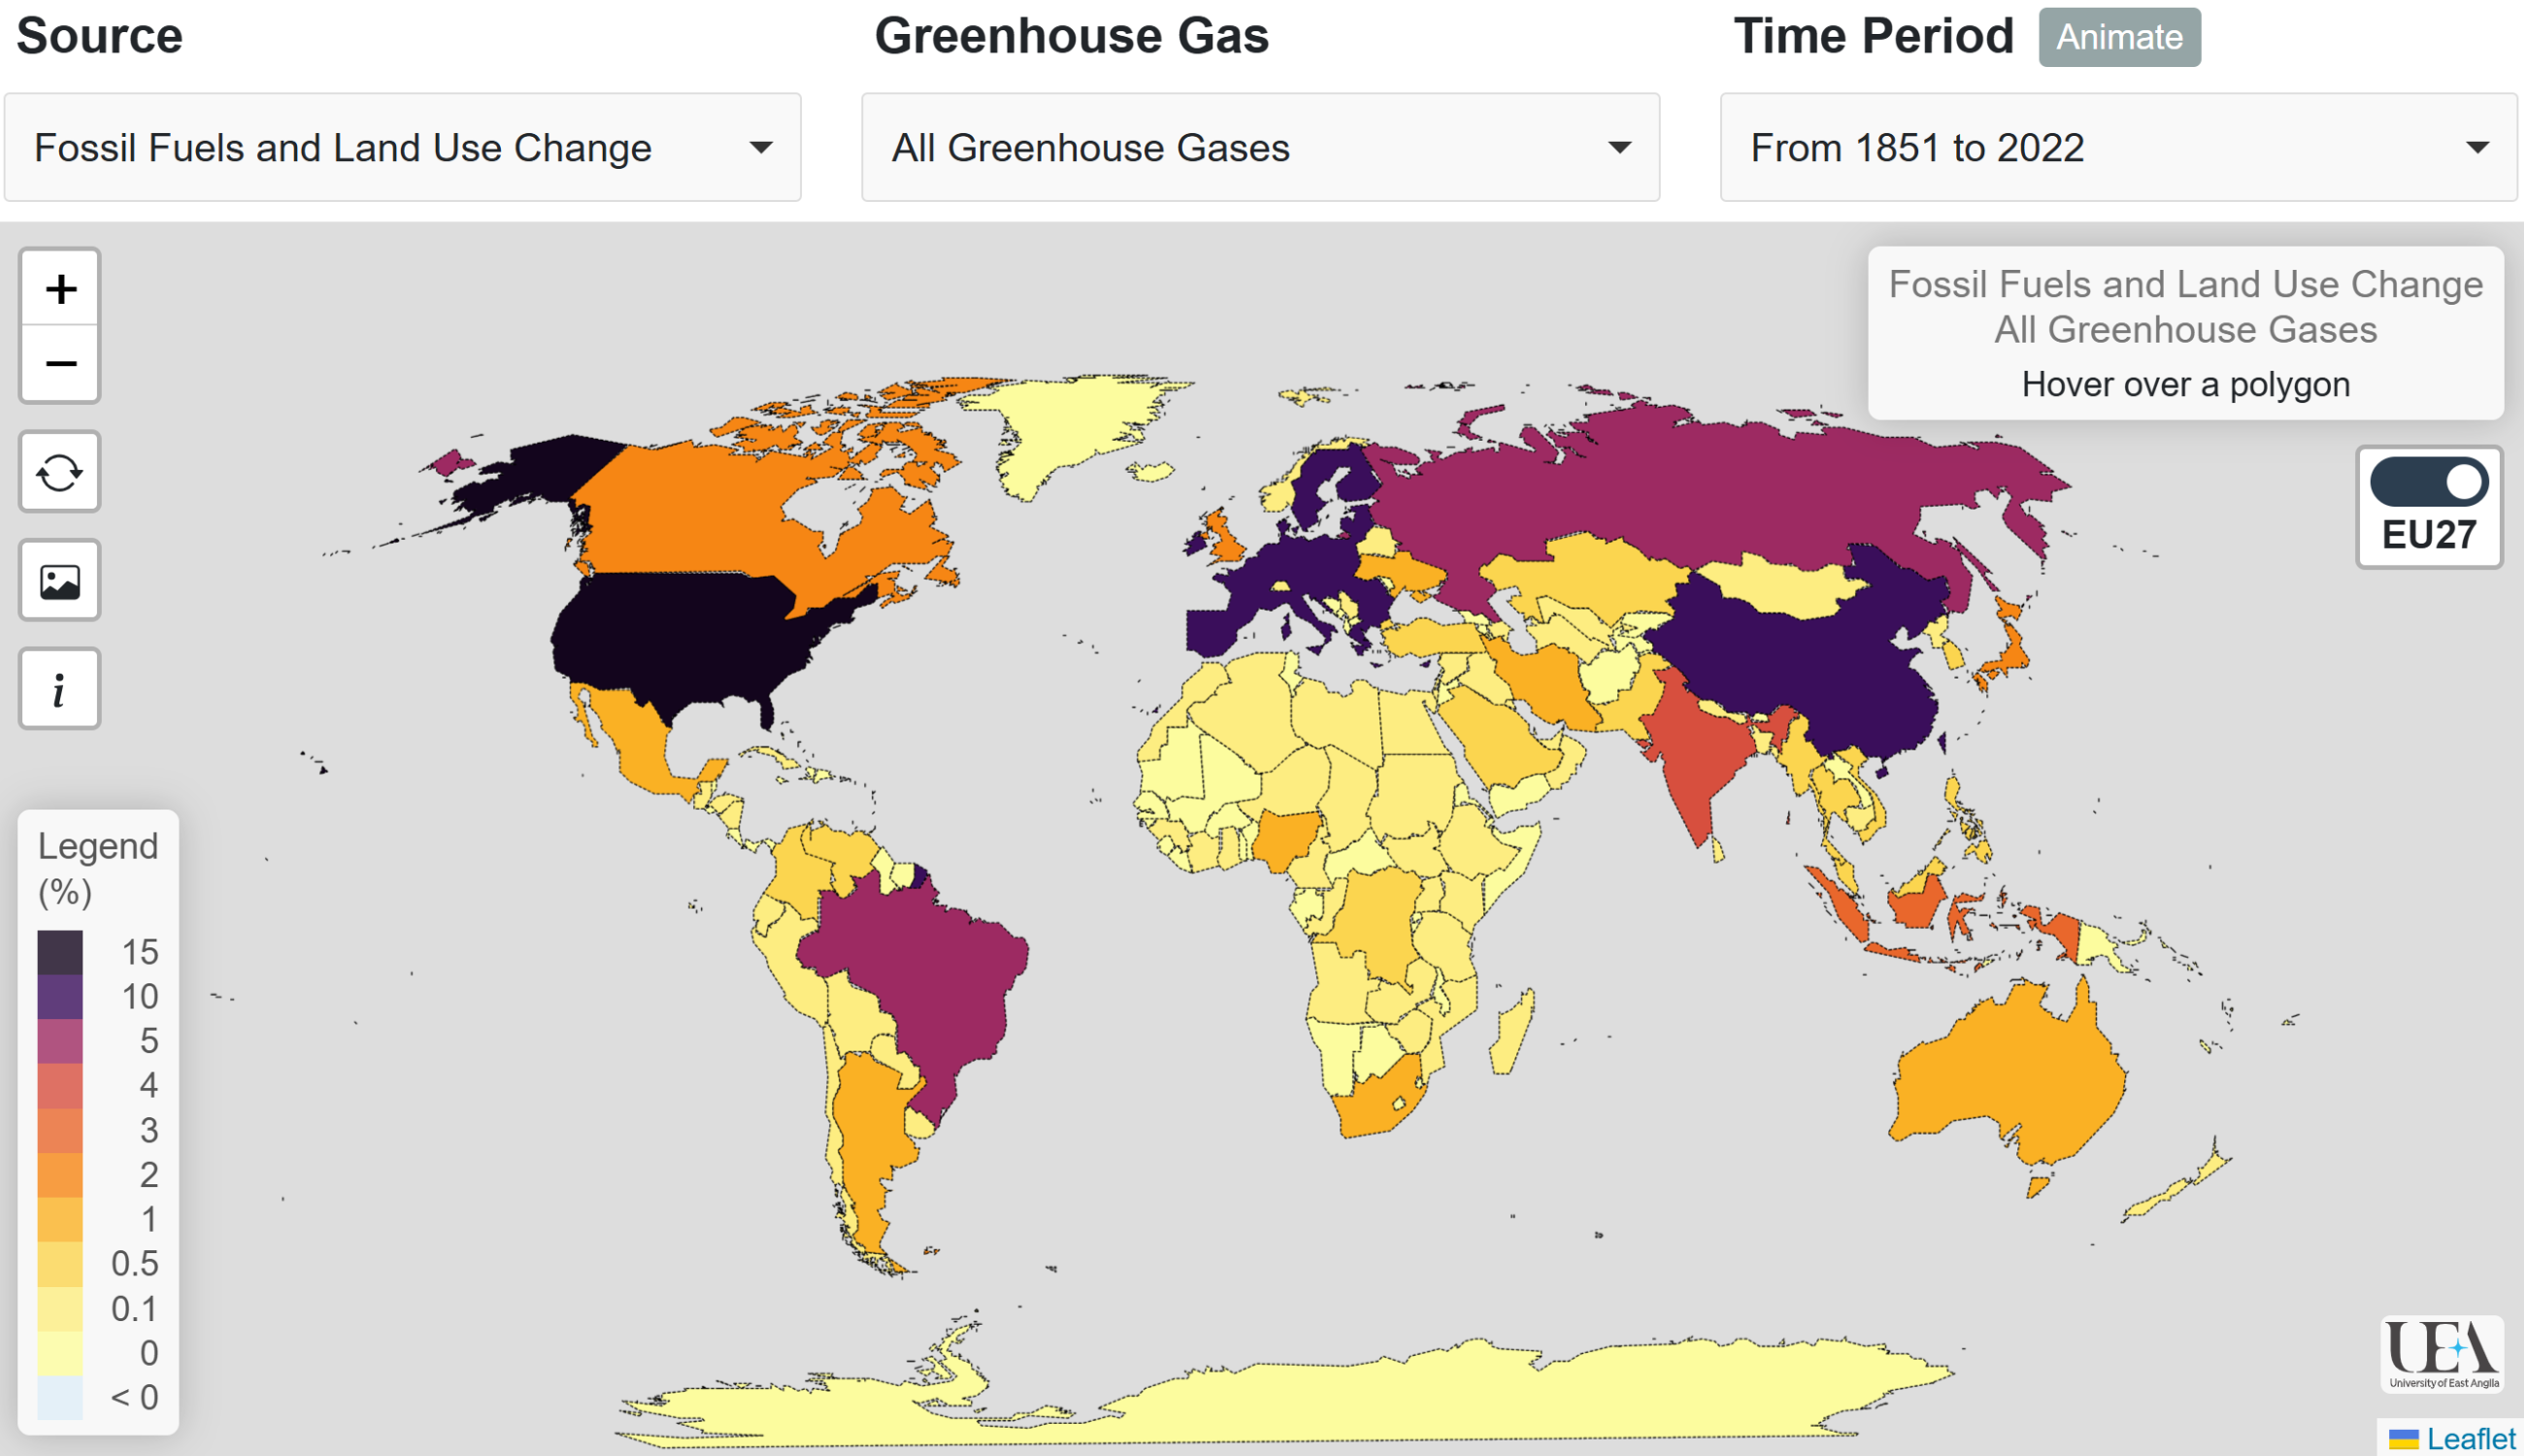 Source
Greenhouse Gas
Time Period
Animate
Fossil Fuels and Land Use Change
All Greenhouse Gases
From 1851 to 2022
+
−
i
Fossil Fuels and Land Use Change
All Greenhouse Gases
Hover over a polygon
EU27
Legend
(%)
15
10
5
4
3
2
1
0.5
0.1
0
< 0
UEA
University of East Anglia
Leaflet